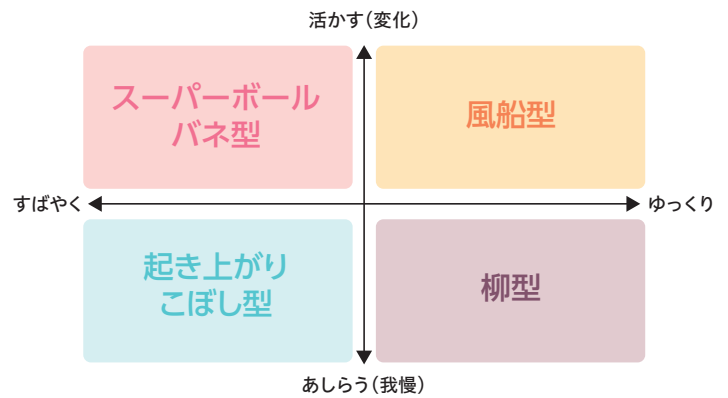 活かす（変化）
スーパーボール
バネ型
風船型
すばやく
ゆっくり
起き上がり
こぼし型
柳型
あしらう（我慢）